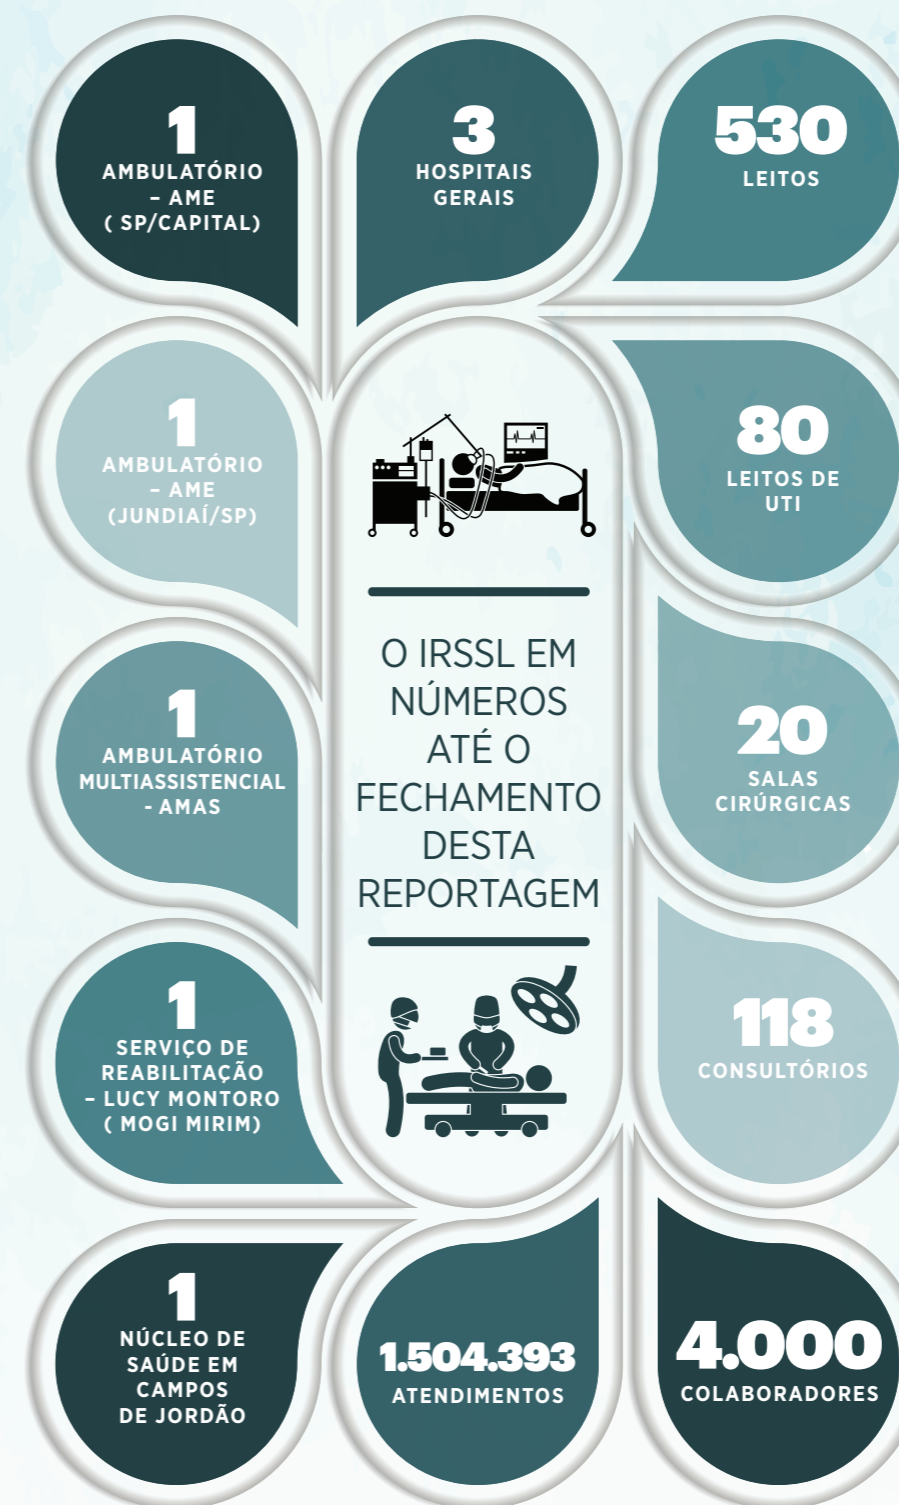 1
AMBULATÓRIO
– AME
( SP/CAPITAL)
3
HOSPITAIS
GERAIS
530
LEITOS
1
AMBULATÓRIO
– AME
(JUNDIAÍ/SP)
80
LEITOS DE
UTI
O IRSSL EM
NÚMEROS
ATÉ O
FECHAMENTO
DESTA
REPORTAGEM
1
AMBULATÓRIO
MULTIASSISTENCIAL
- AMAS
20
SALAS
CIRÚRGICAS
1
SERVIÇO DE
REABILITAÇÃO
– LUCY MONTORO
( MOGI MIRIM)
118
CONSULTÓRIOS
1
NÚCLEO DE
SAÚDE EM
CAMPOS
DE JORDÃO
1.504.393
ATENDIMENTOS
4.000
COLABORADORES